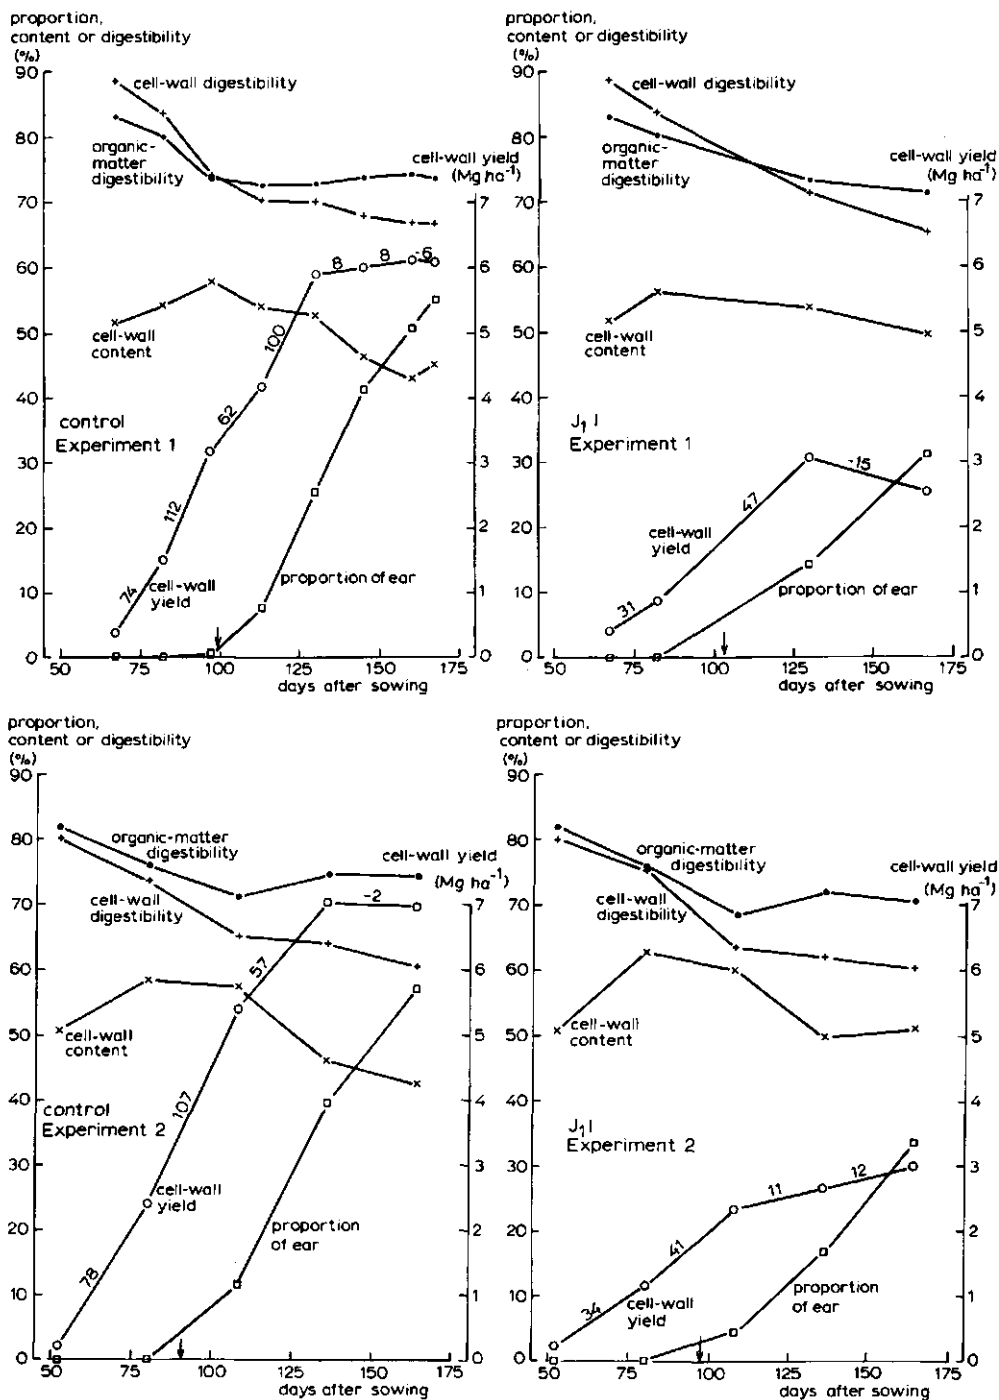 proportion,
content or digestibility
(%)
90
80
70
60
50
40
30
20
10
0
cell-wall digestibility
organic-
matter
digestibility
cell-wall yield
(Mg ha⁻¹)
7
6
5
4
3
2
1
0
8
8
-6
cell-wall
content
100
62
112
74
control
Experiment 1
cell-wall
yield
proportion of ear
50
75
100
125
150
175
days after sowing
proportion,
content or digestibility
(%)
90
80
70
60
50
40
30
20
10
0
cell-wall digestibility
organic-
matter
digestibility
cell-wall yield
(Mg ha⁻¹)
7
6
5
4
3
2
1
0
cell-wall
content
J₁ I
Experiment 1
-15
47
31
cell-wall
yield
proportion of ear
50
75
100
125
150
175
days after sowing
proportion,
content or digestibility
(%)
90
80
70
60
50
40
30
20
10
0
organic-matter
digestibility
cell-wall
digestibility
cell-wall yield
(Mg ha⁻¹)
7
6
5
4
3
2
1
0
-2
57
107
78
cell-wall
content
control
Experiment 2
cell-wall
yield
proportion
of ear
50
75
100
125
150
175
days after sowing
proportion,
content or digestibility
(%)
90
80
70
60
50
40
30
20
10
0
organic-matter
digestibility
cell-wall
digestibility
cell-wall yield
(Mg ha⁻¹)
7
6
5
4
3
2
1
0
cell-wall
content
J₁I
Experiment 2
12
11
41
34
cell-wall
yield
proportion
of ear
50
75
100
125
150
175
days after sowing